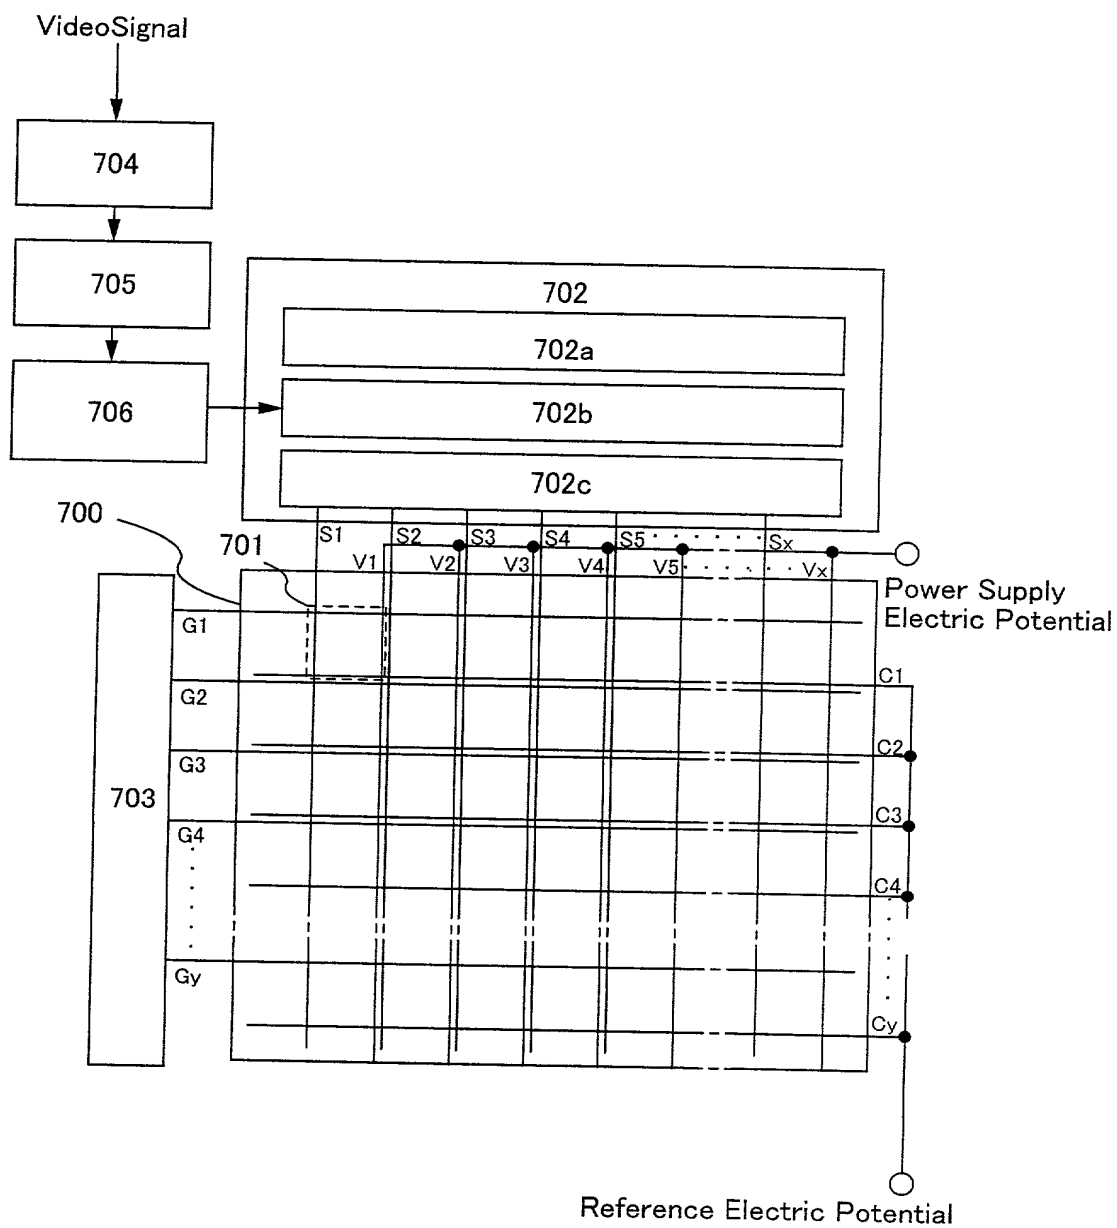 VideoSignal
704
705
706
702
702a
702b
702c
700
701
S1 S2 S3 S4 S5 Sx
V1 V2 V3 V4 V5 Vx
Power Supply
Electric Potential
703
G1
G2
G3
G4
Gy
C1
C2
C3
C4
Cy
Reference Electric Potential